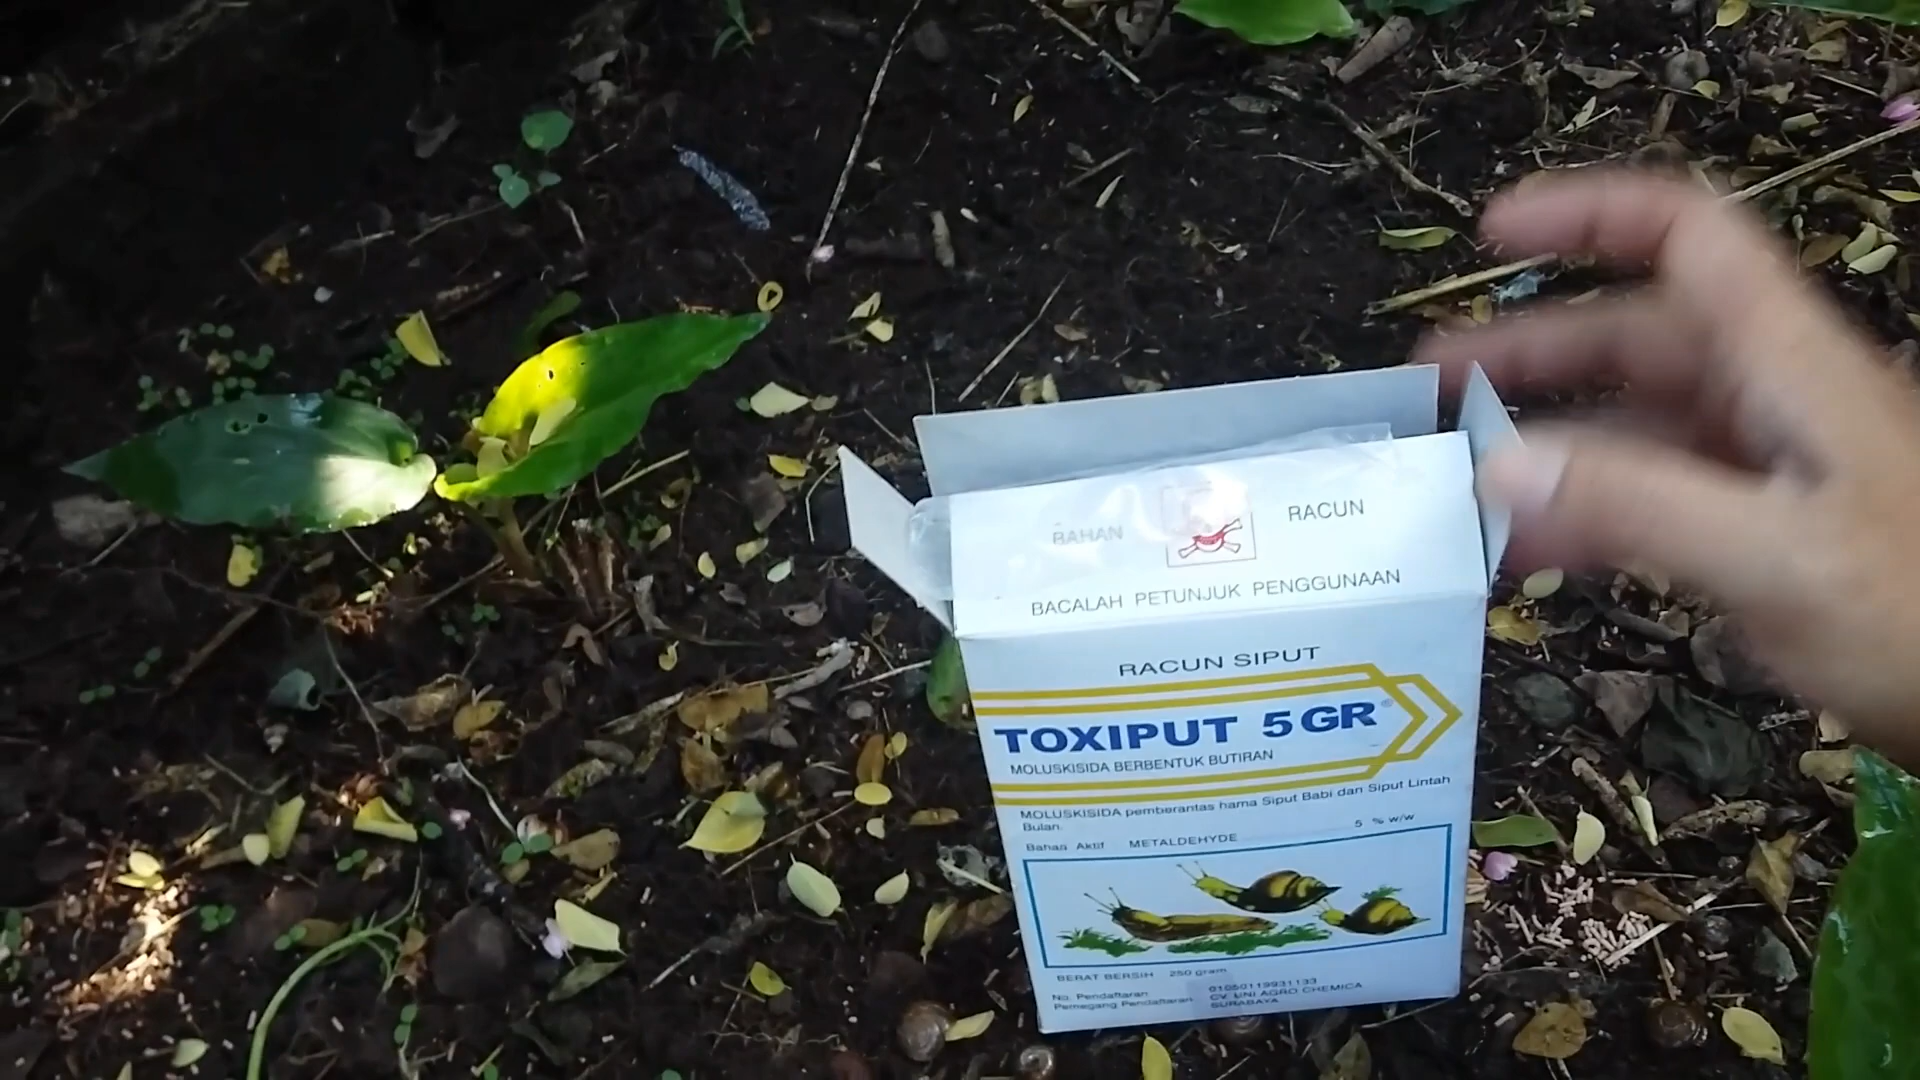 BAHAN RACUN
BACALAH PETUNJUK PENGGUNAAN
RACUN SIPUT
TOXIPUT 5GR®
MOLUSKISIDA BERBENTUK BUTIRAN
MOLUSKISIDA pemberantas hama Siput Babi dan Siput Lintah
Bulan.
Bahan Aktif METALDEHYDE 5 % w/w
BERAT BERSIH 250 gram
No. Pendaftaran 01050119931133
Pemegang Pendaftaran CV. UNI AGRO CHEMICA
SURABAYA